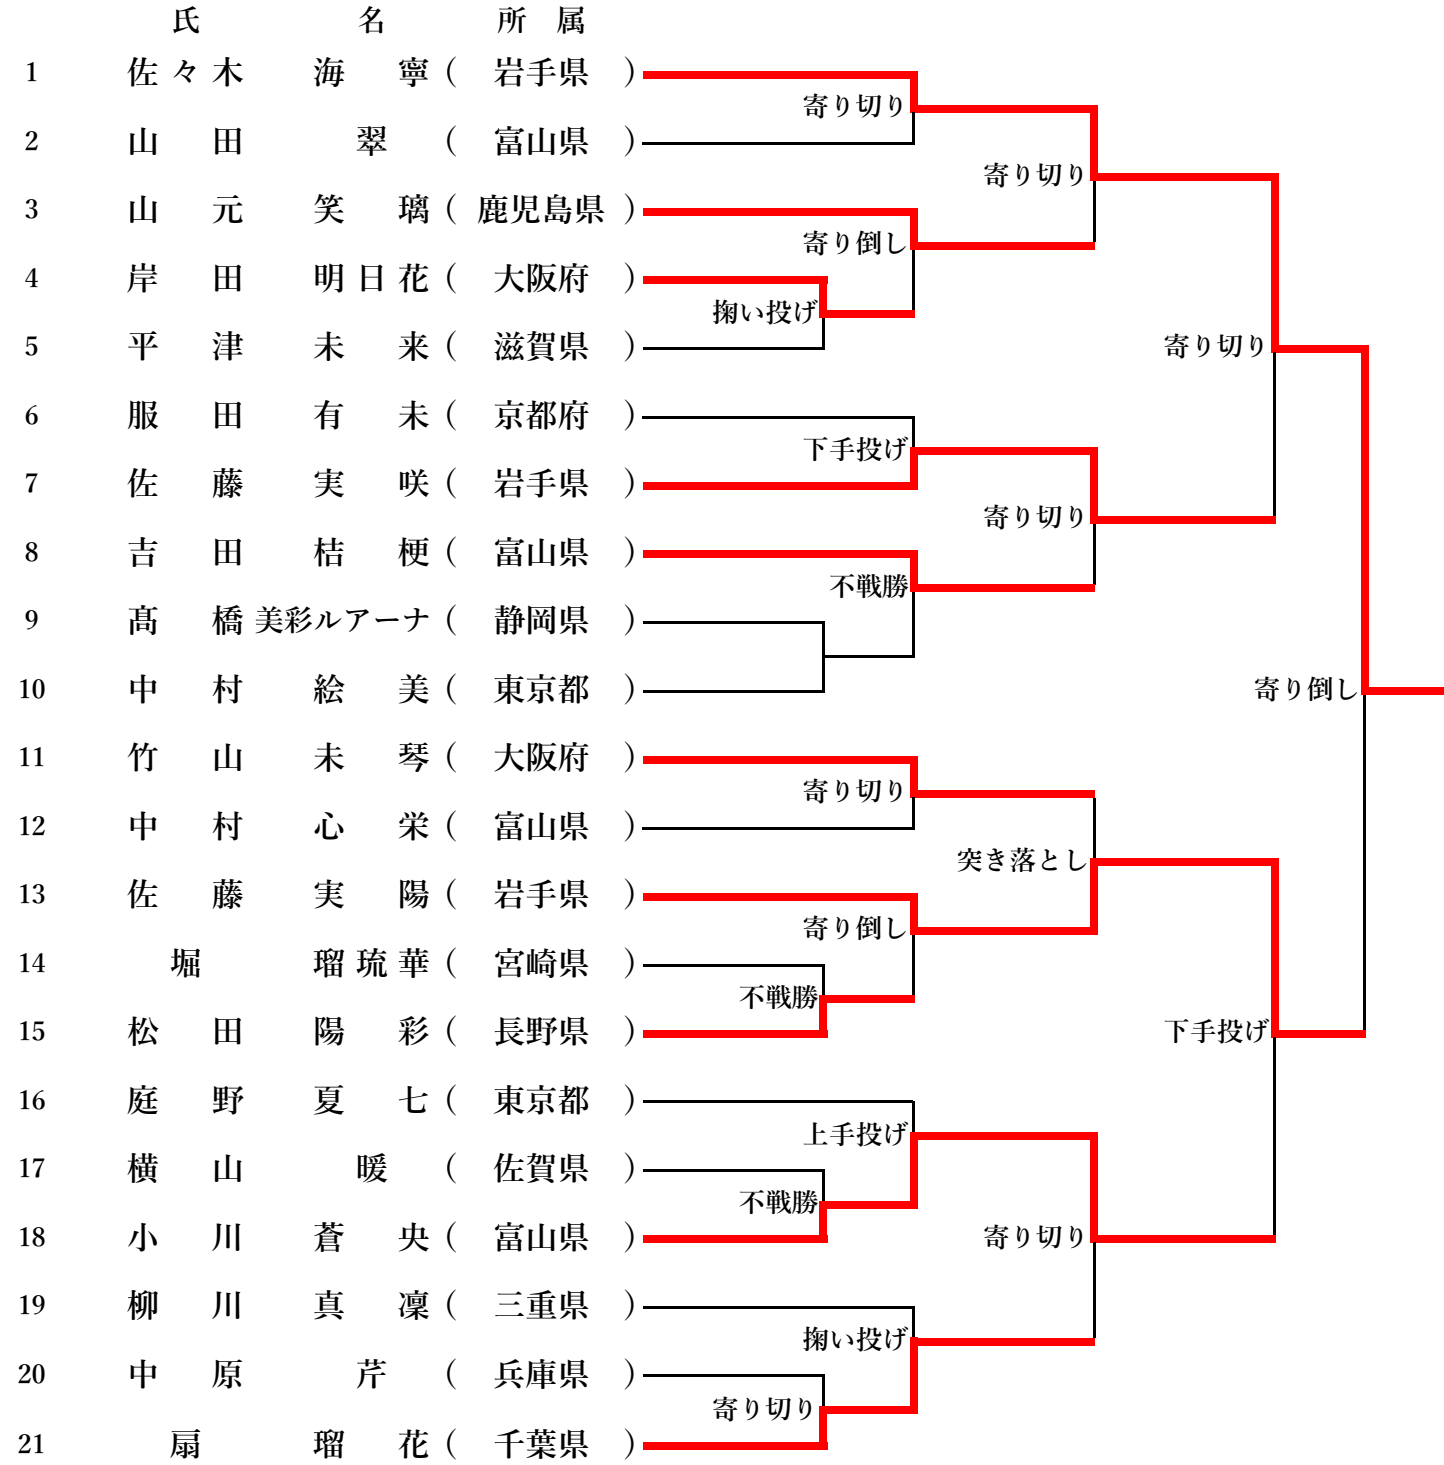 氏 名 所 属
1 佐々木 海 寧 ( 岩手県 )
寄り切り
2 山 田 翠 ( 富山県 )
寄り切り
3 山 元 笑 璃 ( 鹿児島県 )
寄り倒し
4 岸 田 明日花 ( 大阪府 )
掬い投げ
5 平 津 未 来 ( 滋賀県 )
寄り切り
6 服 田 有 未 ( 京都府 )
下手投げ
7 佐 藤 実 咲 ( 岩手県 )
寄り切り
8 吉 田 桔 梗 ( 富山県 )
不戦勝
9 髙 橋 美彩ルアーナ ( 静岡県 )
10 中 村 絵 美 ( 東京都 )
寄り倒し
11 竹 山 未 琴 ( 大阪府 )
寄り切り
12 中 村 心 栄 ( 富山県 )
突き落とし
13 佐 藤 実 陽 ( 岩手県 )
寄り倒し
14 堀 瑠琉華 ( 宮崎県 )
不戦勝
15 松 田 陽 彩 ( 長野県 )
下手投げ
16 庭 野 夏 七 ( 東京都 )
上手投げ
17 横 山 暖 ( 佐賀県 )
不戦勝
18 小 川 蒼 央 ( 富山県 )
寄り切り
19 柳 川 真 凜 ( 三重県 )
掬い投げ
20 中 原 芹 ( 兵庫県 )
寄り切り
21 扇 瑠 花 ( 千葉県 )